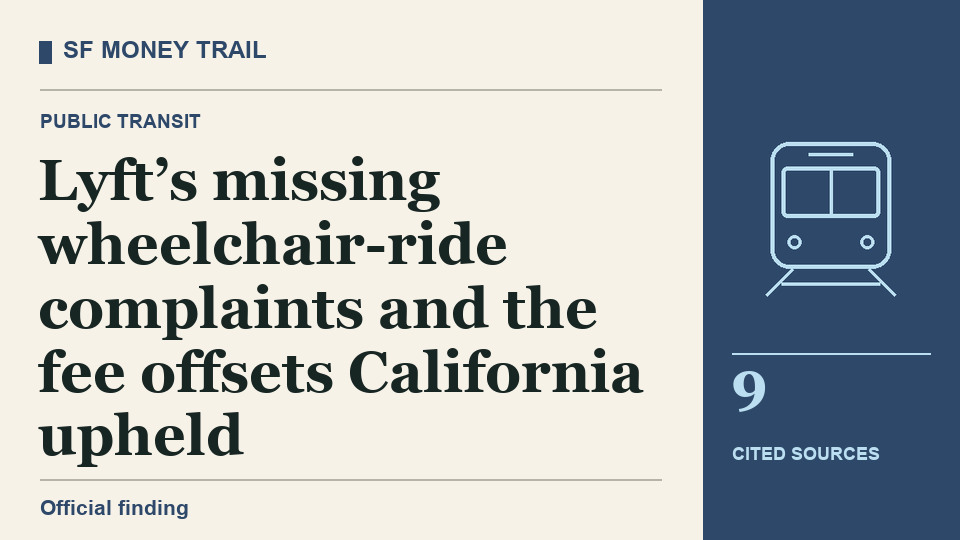 SF MONEY TRAIL
PUBLIC TRANSIT
Lyft’s missing
wheelchair-ride
complaints and the
fee offsets California
upheld
Official finding
9
CITED SOURCES